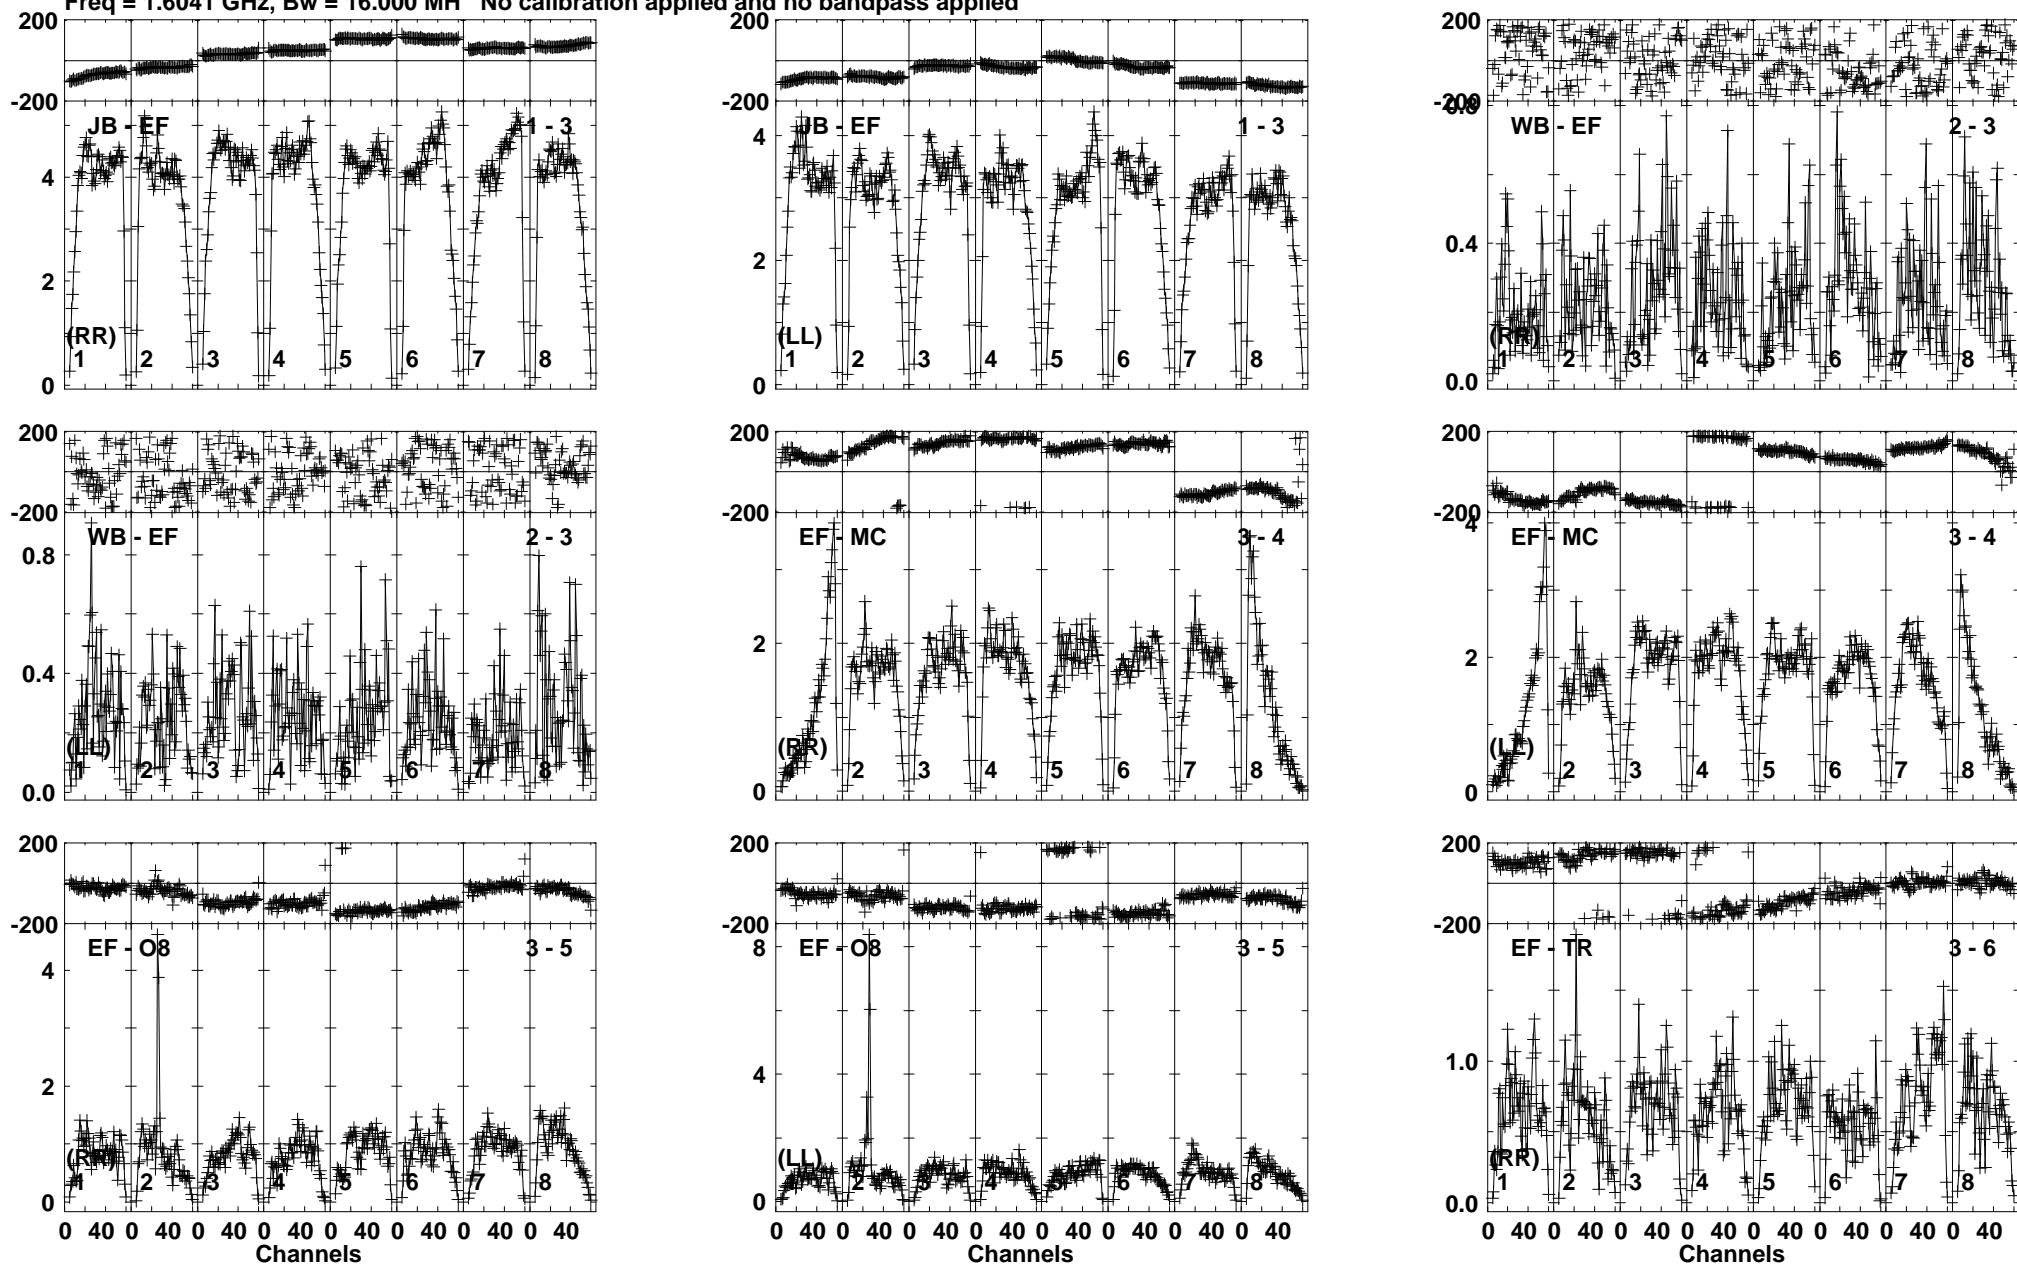 Freq = 1.6041 GHz, Bw = 16.000 MH No calibration applied and no bandpass applied
200 200 200
-200 -200 -200
JB - EF 1 - 3 JB - EF 1 - 3 0.8 WB - EF 2 - 3
4 4
2 2 0.4
(RR) (LL) (RR)
1 2 3 4 5 6 7 8 1 2 3 4 5 6 7 8 1 2 3 4 5 6 7 8
0 0 0.0
200 200 200
-200 -200 -200
WB - EF 2 - 3 EF - MC 3 - 4 4 EF - MC 3 - 4
0.8
0.4 2 2
(LL) (RR) (LL)
1 2 3 4 5 6 7 8 1 2 3 4 5 6 7 8 1 2 3 4 5 6 7 8
0.0 0 0
200 200 200
-200 -200 -200
EF - O8 3 - 5 8 EF - O8 3 - 5 EF - TR 3 - 6
4 4 1.0
2
(RR) (LL) (RR)
1 2 3 4 5 6 7 8 1 2 3 4 5 6 7 8 1 2 3 4 5 6 7 8
0 0 0.0
0 40 0 40 0 40 0 40 0 40 0 40 0 40 0 40 0 40 0 40 0 40 0 40 0 40 0 40 0 40 0 40 0 40 0 40 0 40 0 40 0 40 0 40 0 40 0 40
Channels Channels Channels